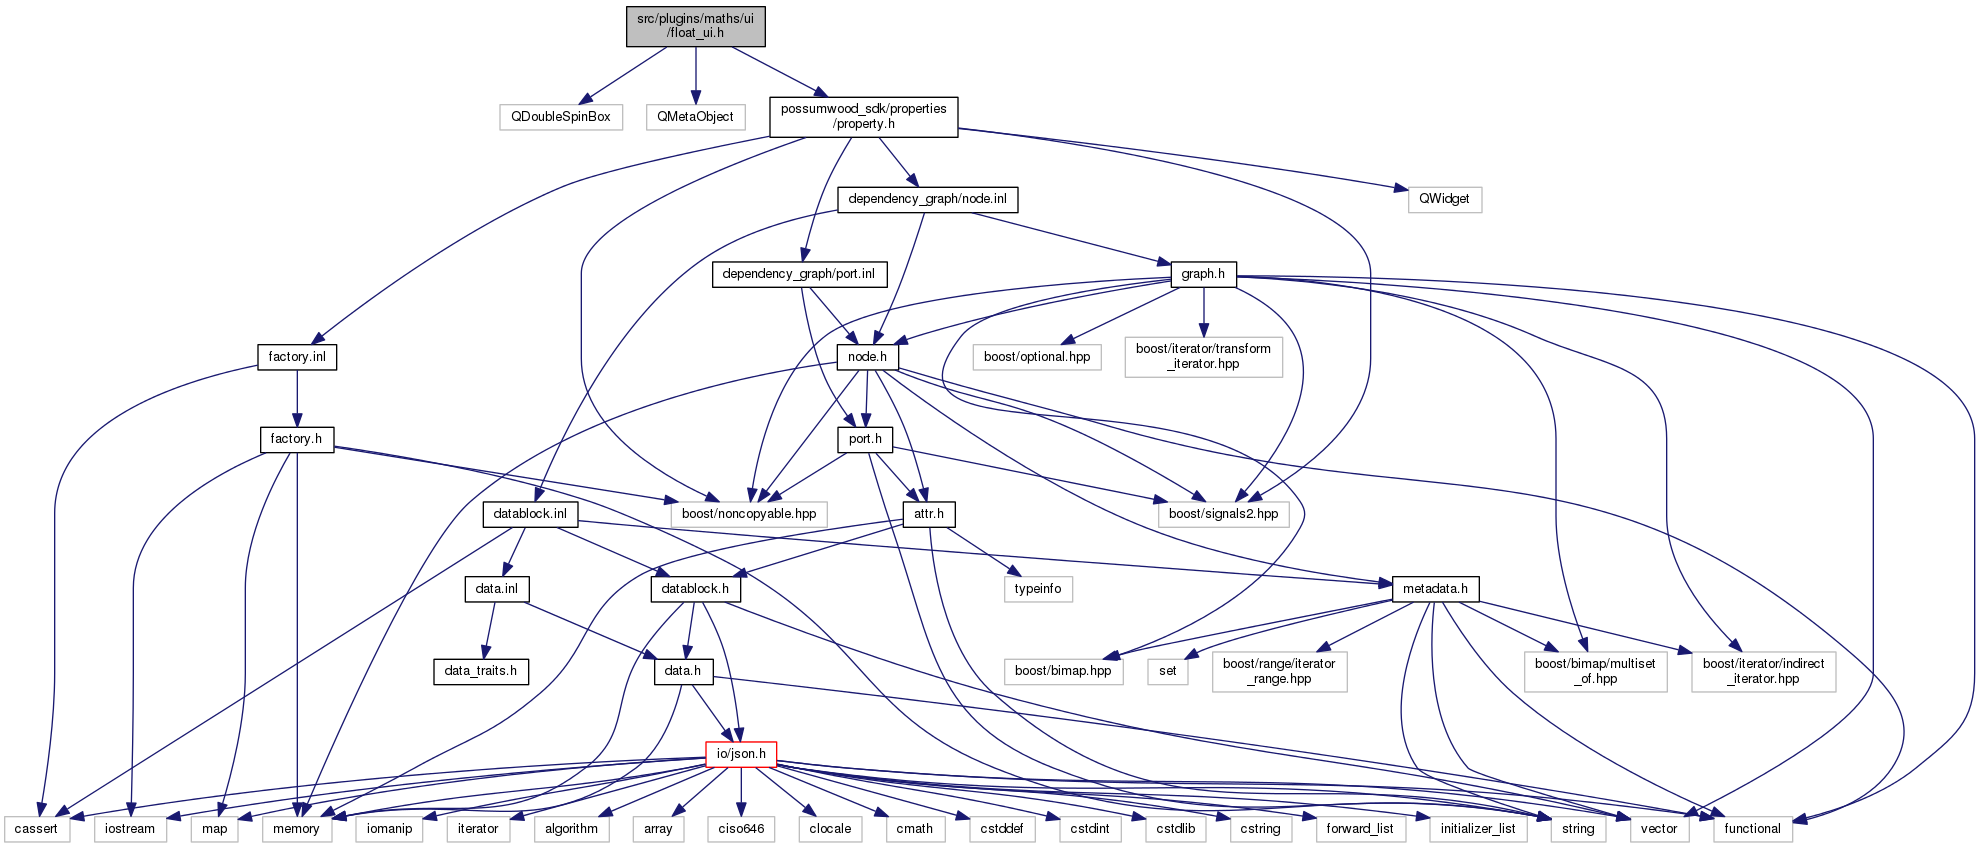 src/plugins/maths/ui
/float_ui.h
QDoubleSpinBox
QMetaObject
possumwood_sdk/properties
/property.h
dependency_graph/node.inl
QWidget
dependency_graph/port.inl
graph.h
factory.inl
node.h
boost/optional.hpp
boost/iterator/transform
_iterator.hpp
factory.h
port.h
datablock.inl
boost/noncopyable.hpp
attr.h
boost/signals2.hpp
data.inl
datablock.h
typeinfo
metadata.h
data_traits.h
data.h
boost/bimap.hpp
set
boost/range/iterator
_range.hpp
boost/bimap/multiset
_of.hpp
boost/iterator/indirect
_iterator.hpp
io/json.h
cassert
iostream
map
memory
iomanip
iterator
algorithm
array
ciso646
clocale
cmath
cstddef
cstdint
cstdlib
cstring
forward_list
initializer_list
string
vector
functional